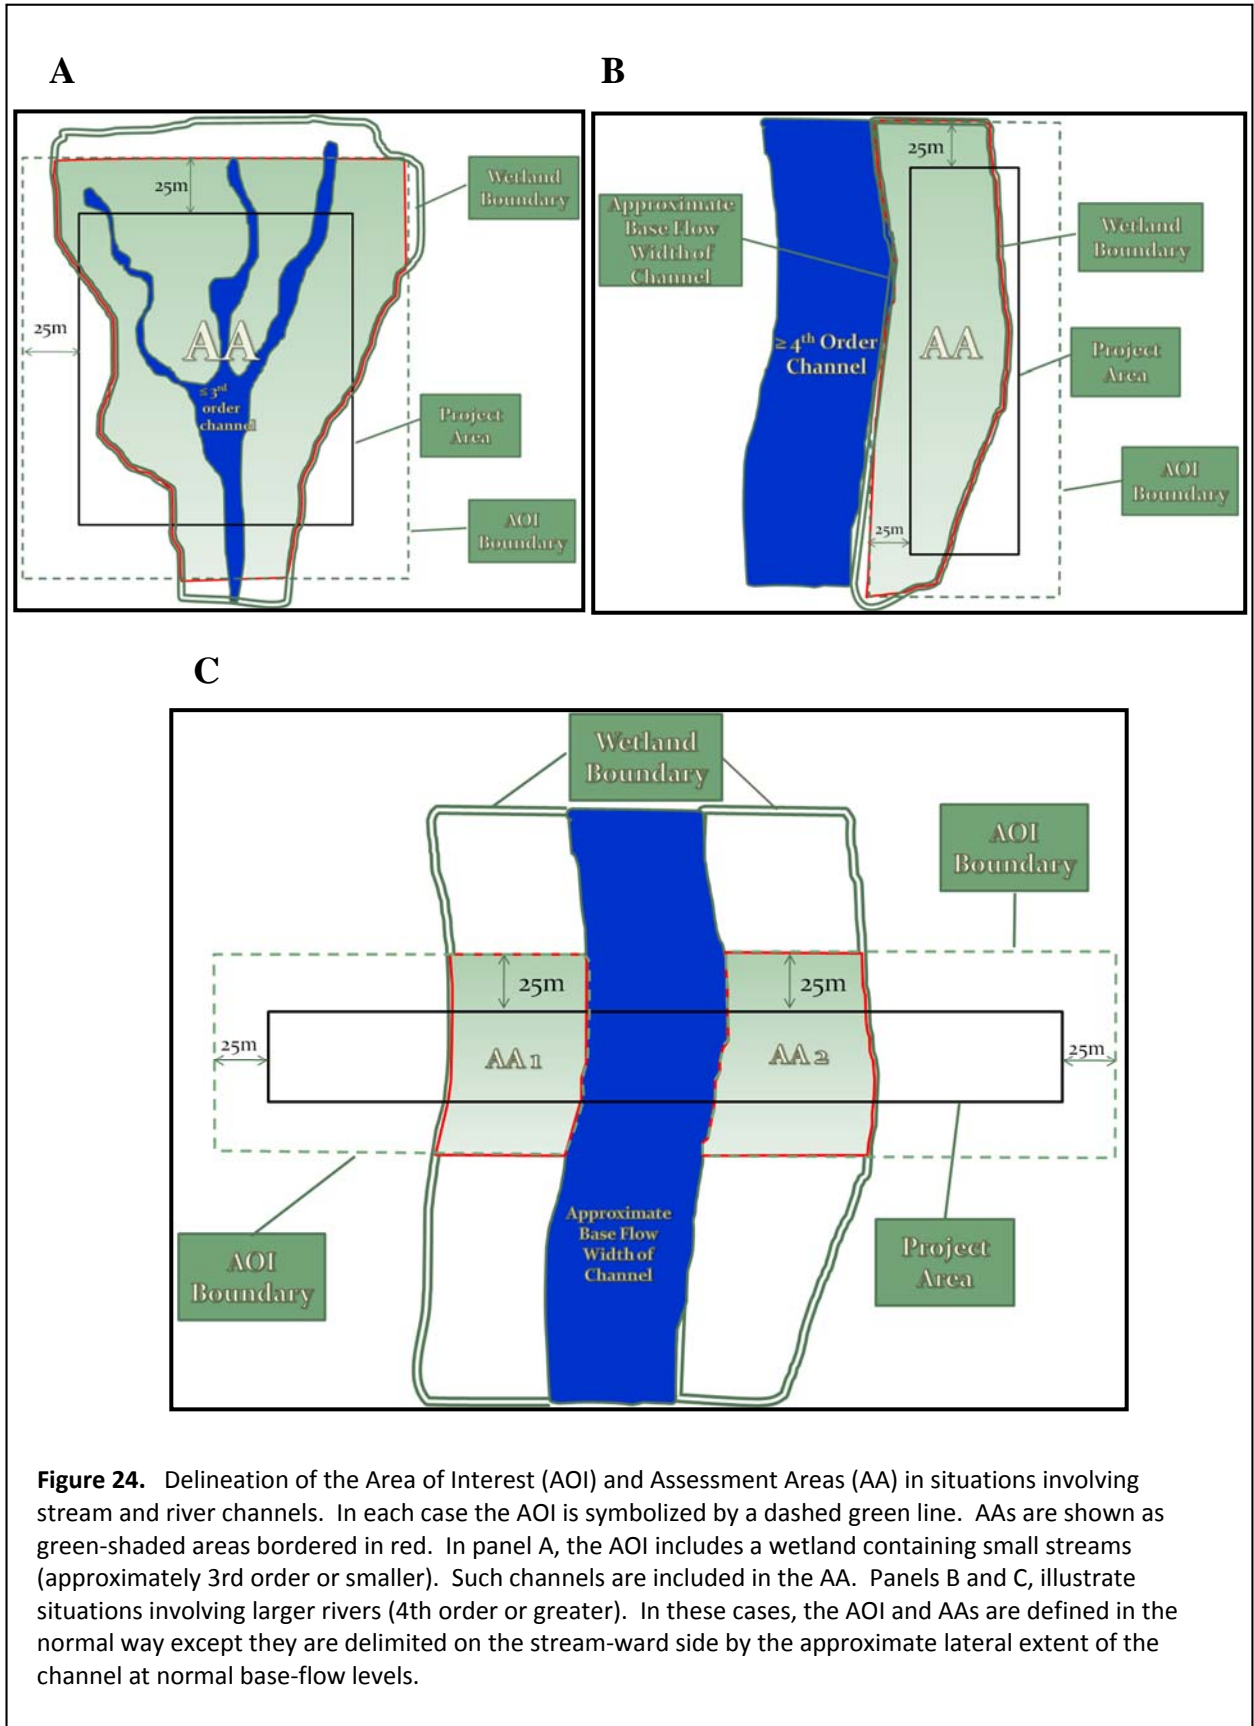 A
25m
25m
AA
≤ 3rd
order
channel
Wetland
Boundary
Project
Area
AOI
Boundary
B
25m
Approximate
Base Flow
Width of
Channel
≥ 4th Order
Channel
AA
25m
Wetland
Boundary
Project
Area
AOI
Boundary
C
Wetland
Boundary
AOI
Boundary
25m
25m
25m
25m
AA 1
AA 2
Approximate
Base Flow
Width of
Channel
AOI
Boundary
Project
Area
Figure 24. Delineation of the Area of Interest (AOI) and Assessment Areas (AA) in situations involving
stream and river channels. In each case the AOI is symbolized by a dashed green line. AAs are shown as
green-shaded areas bordered in red. In panel A, the AOI includes a wetland containing small streams
(approximately 3rd order or smaller). Such channels are included in the AA. Panels B and C, illustrate
situations involving larger rivers (4th order or greater). In these cases, the AOI and AAs are defined in the
normal way except they are delimited on the stream-ward side by the approximate lateral extent of the
channel at normal base-flow levels.